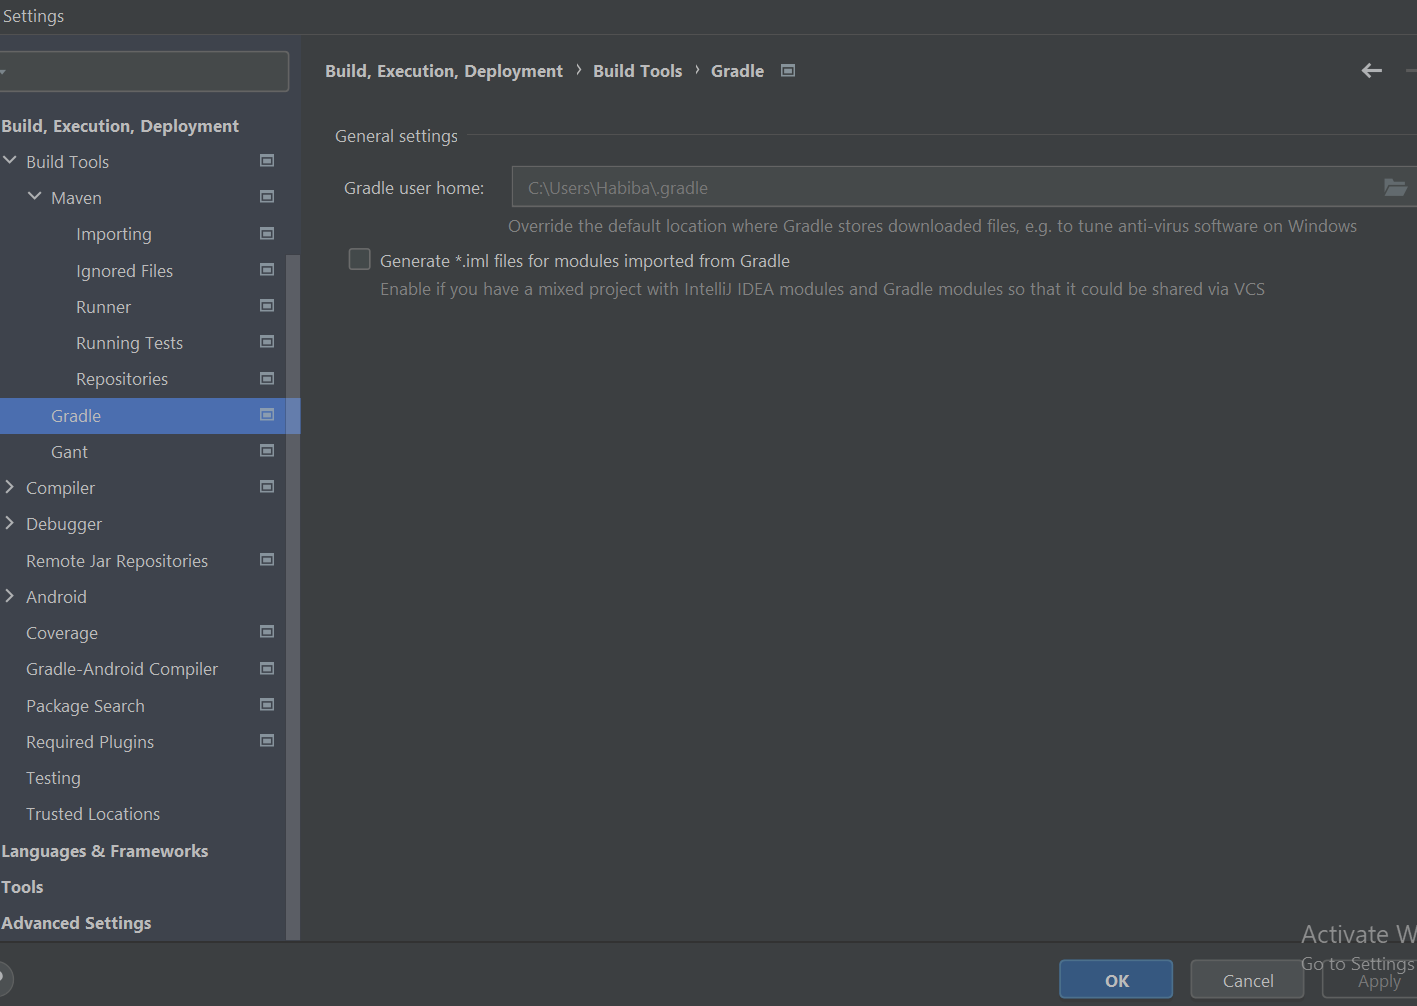 Settings
Build, Execution, Deployment › Build Tools › Gradle
Build, Execution, Deployment
Build Tools
Maven
Importing
Ignored Files
Runner
Running Tests
Repositories
Gradle
Gant
Compiler
Debugger
Remote Jar Repositories
Android
Coverage
Gradle-Android Compiler
Package Search
Required Plugins
Testing
Trusted Locations
Languages & Frameworks
Tools
Advanced Settings
General settings
Gradle user home: C:\Users\Habiba\.gradle
Override the default location where Gradle stores downloaded files, e.g. to tune anti-virus software on Windows
Generate *.iml files for modules imported from Gradle
Enable if you have a mixed project with IntelliJ IDEA modules and Gradle modules so that it could be shared via VCS
Activate W
Go to Settings
OK Cancel Apply